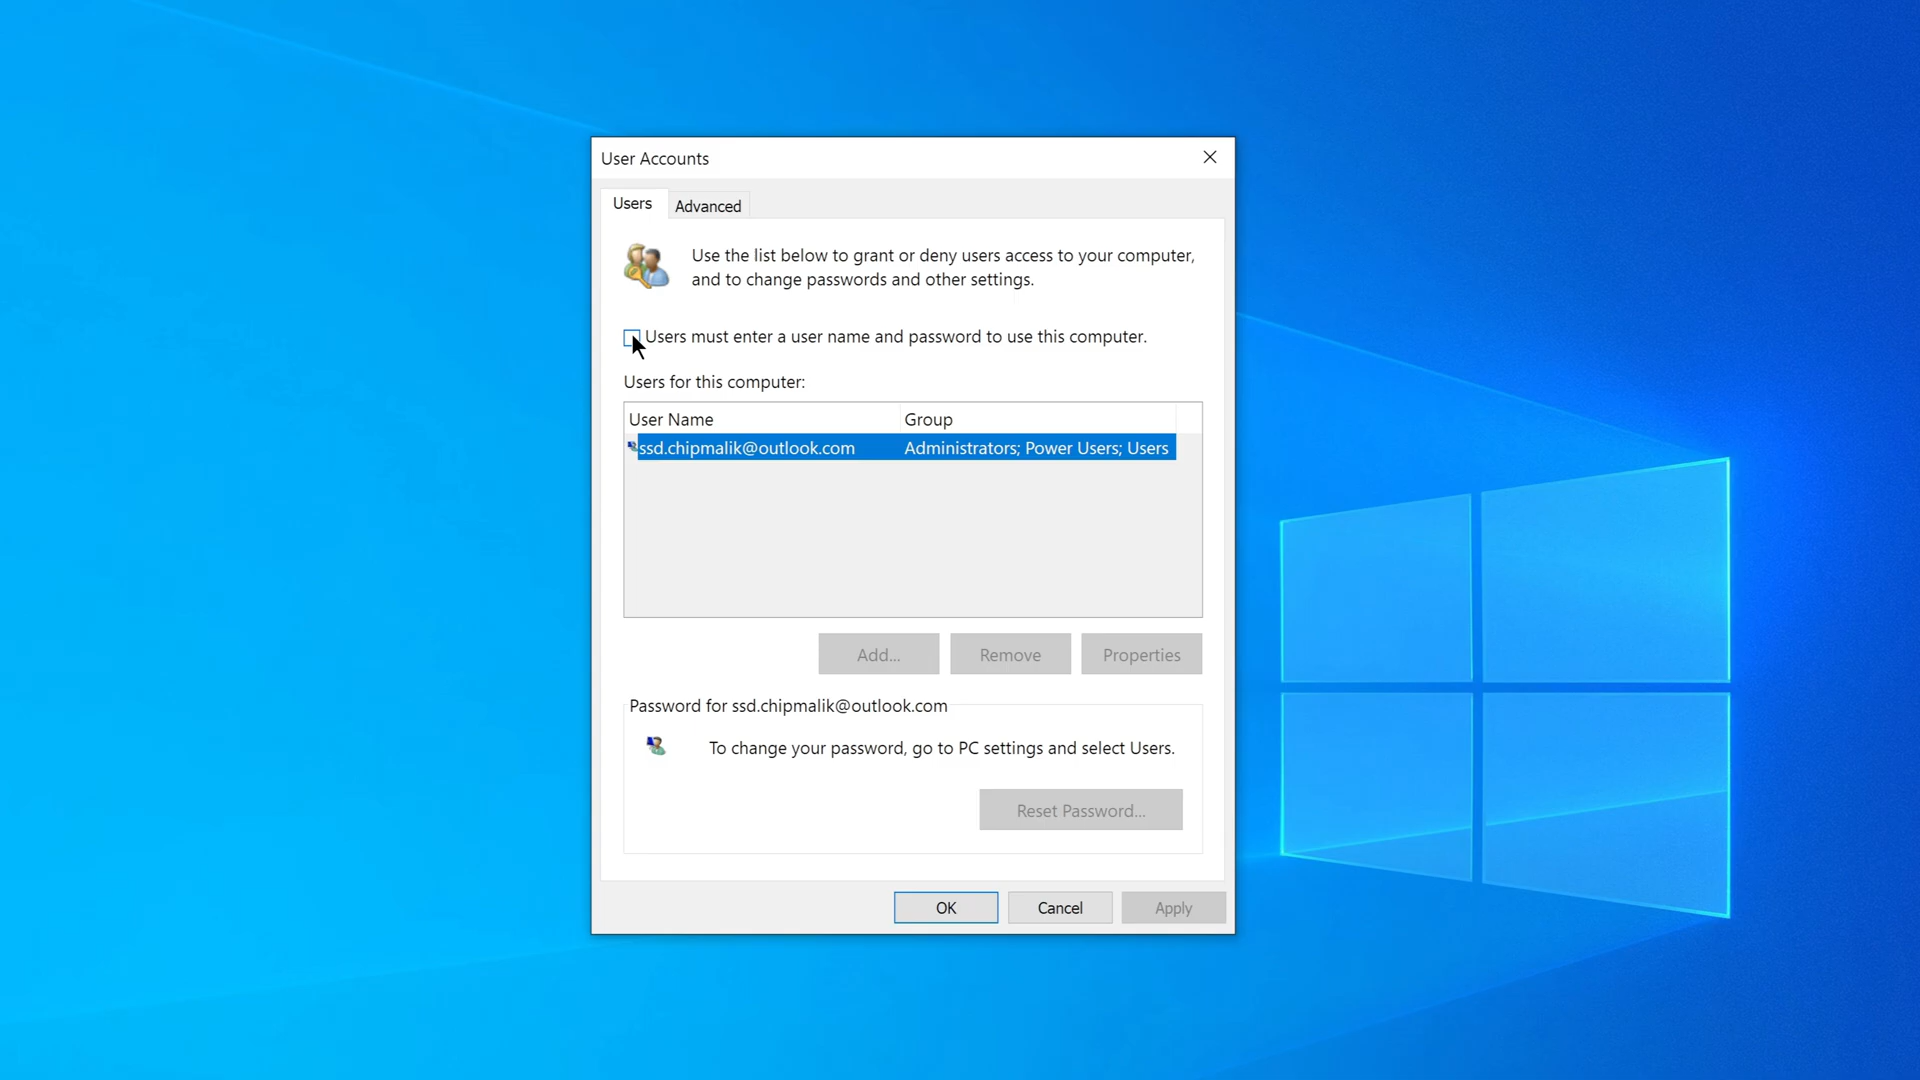 User Accounts
Users
Advanced
Use the list below to grant or deny users access to your computer,
and to change passwords and other settings.
Users must enter a user name and password to use this computer.
Users for this computer:
User Name Group
ssd.chipmalik@outlook.com Administrators; Power Users; Users
Add... Remove Properties
Password for ssd.chipmalik@outlook.com
To change your password, go to PC settings and select Users.
Reset Password...
OK Cancel Apply